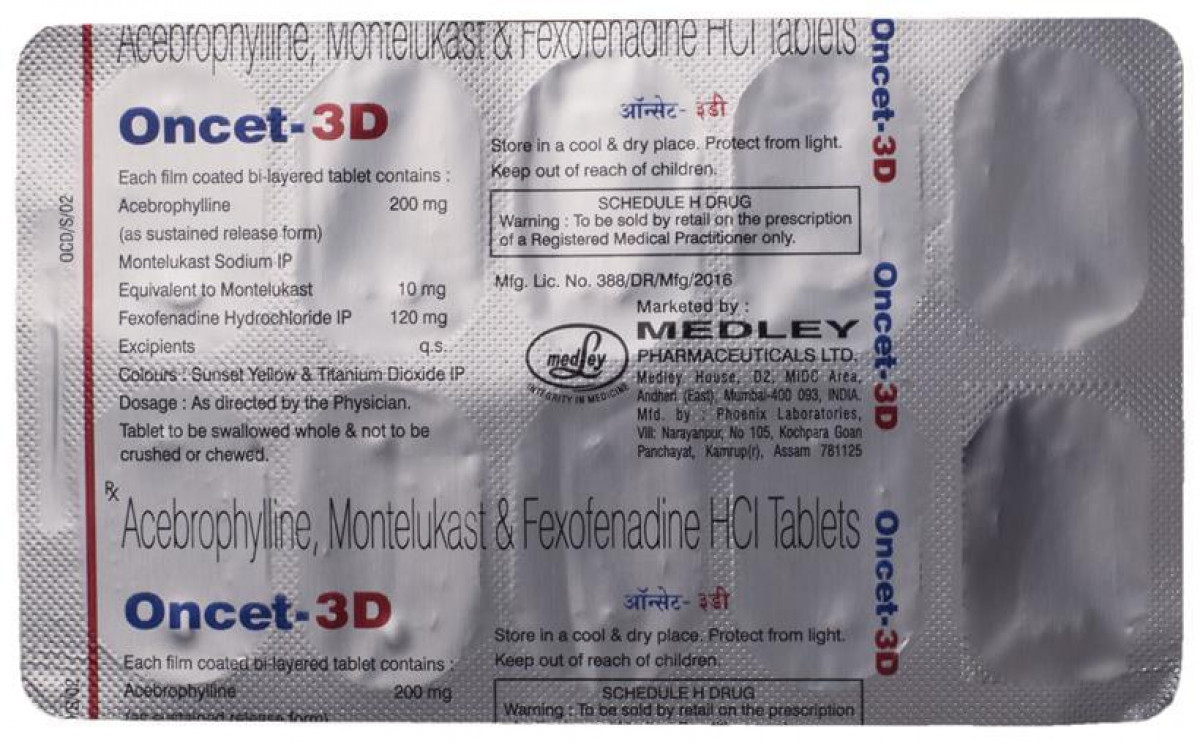 Acebrophylline, Montelukast & Fexofenadine HCl Tablets
Oncet-3D
Each film coated bi-layered tablet contains :
Acebrophylline 200 mg
(as sustained release form)
Montelukast Sodium IP
Equivalent to Montelukast 10 mg
Fexofenadine Hydrochloride IP 120 mg
Excipients q.s.
Colours : Sunset Yellow & Titanium Dioxide IP
Dosage : As directed by the Physician.
Tablet to be swallowed whole & not to be
crushed or chewed.
ऑन्सेट- ३डी
Store in a cool & dry place. Protect from light.
Keep out of reach of children.
SCHEDULE H DRUG
Warning : To be sold by retail on the prescription
of a Registered Medical Practitioner only.
Mfg. Lic. No. 388/DR/Mfg/2016
Marketed by :
MEDLEY
PHARMACEUTICALS LTD.
Medley House, D2, MIDC Area,
Andheri (East), Mumbai-400 093, INDIA.
Mfd. by : Phoenix Laboratories,
Vill: Narayanpur, No 105, Kochpara Goan
Panchayat, Kamrup(r), Assam 781125
medley
INTEGRITY IN MEDICINE
Oncet-3D
Oncet-3D
Oncet-3D
OCD/S/02
Rx
Acebrophylline, Montelukast & Fexofenadine HCl Tablets
Oncet-3D
Each film coated bi-layered tablet contains :
Acebrophylline 200 mg
(as sustained release form)
ऑन्सेट- ३डी
Store in a cool & dry place. Protect from light.
Keep out of reach of children.
SCHEDULE H DRUG
Warning : To be sold by retail on the prescription